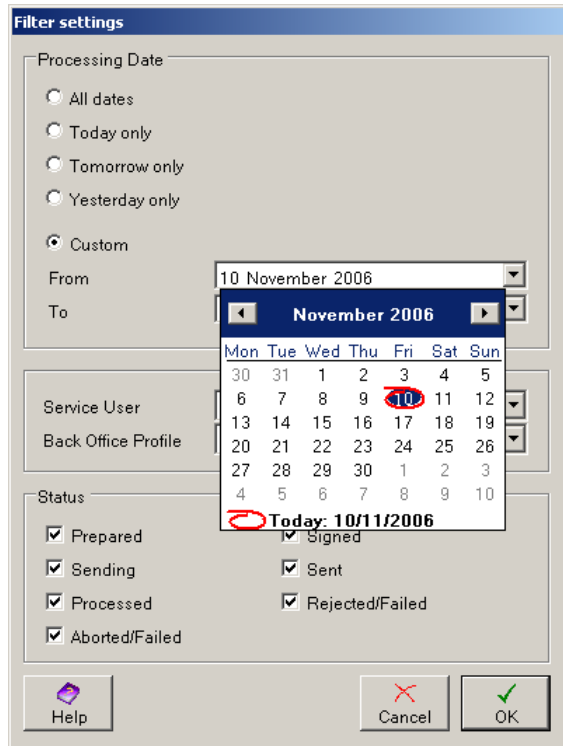 Filter settings
Processing Date
All dates
Today only
Tomorrow only
Yesterday only
Custom
From 10 November 2006
To
November 2006
Mon Tue Wed Thu Fri Sat Sun
30 31 1 2 3 4 5
6 7 8 9 10 11 12
13 14 15 16 17 18 19
20 21 22 23 24 25 26
27 28 29 30 1 2 3
4 5 6 7 8 9 10
Today: 10/11/2006
Service User
Back Office Profile
Status
Prepared Signed
Sending Sent
Processed Rejected/Failed
Aborted/Failed
Help Cancel OK